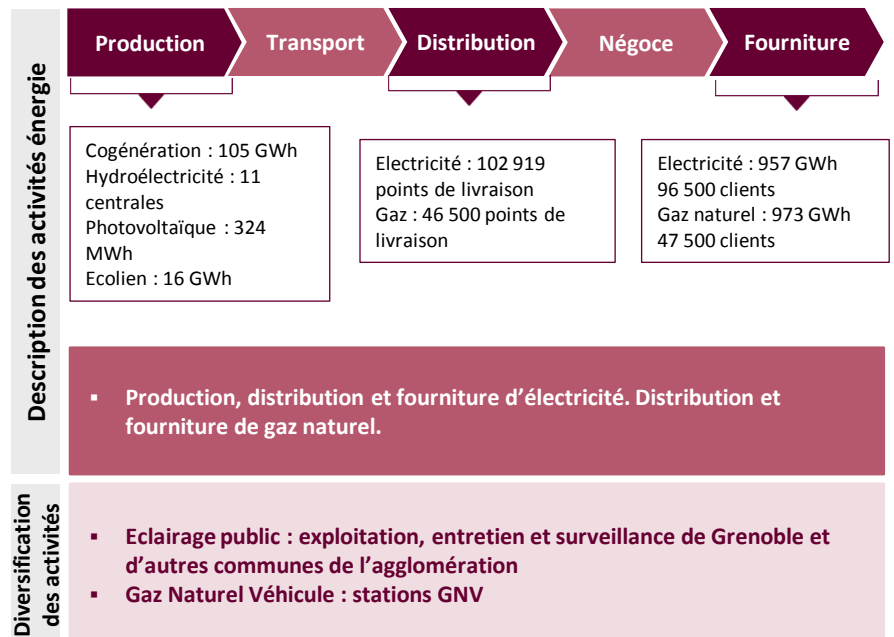 Description des activités énergie
Production
Transport
Distribution
Négoce
Fourniture
Cogénération : 105 GWh
Hydroélectricité : 11
centrales
Photovoltaïque : 324
MWh
Ecolien : 16 GWh
Electricité : 102 919
points de livraison
Gaz : 46 500 points de
livraison
Electricité : 957 GWh
96 500 clients
Gaz naturel : 973 GWh
47 500 clients
▪ Production, distribution et fourniture d’électricité. Distribution et
fourniture de gaz naturel.
Diversification
des activités
▪ Eclairage public : exploitation, entretien et surveillance de Grenoble et
d’autres communes de l’agglomération
▪ Gaz Naturel Véhicule : stations GNV